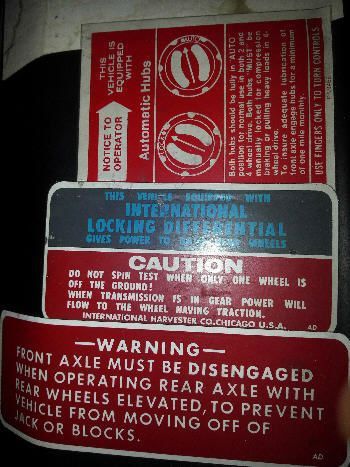 "THIS
VEHICLE IS
EQUIPPED
WITH
NOTICE TO
OPERATOR
Automatic Hubs
AUTO
LOCK
Both hubs should be fully in 'AUTO'
position for normal use in both 2 and
4 wheel drive. Both hubs 'MUST' be
manually locked for compression
braking or pulling heavy loads in 4-
wheel drive.
To insure adequate lubrication of
front axle engage hubs for a minimum
of one mile monthly.
USE FINGERS ONLY TO TURN CONTROLS
THIS VEHICLE EQUIPPED WITH
INTERNATIONAL
LOCKING DIFFERENTIAL
GIVES POWER TO BOTH REAR WHEELS
CAUTION
DO NOT SPIN TEST WHEN ONLY ONE WHEEL IS
OFF THE GROUND!
WHEN TRANSMISSION IS IN GEAR POWER WILL
FLOW TO THE WHEEL HAVING TRACTION.
INTERNATIONAL HARVESTER CO. CHICAGO U.S.A.
AD
—WARNING—
FRONT AXLE MUST BE DISENGAGED
WHEN OPERATING REAR AXLE WITH
REAR WHEELS ELEVATED, TO PREVENT
VEHICLE FROM MOVING OFF OF
JACK OR BLOCKS.
AD